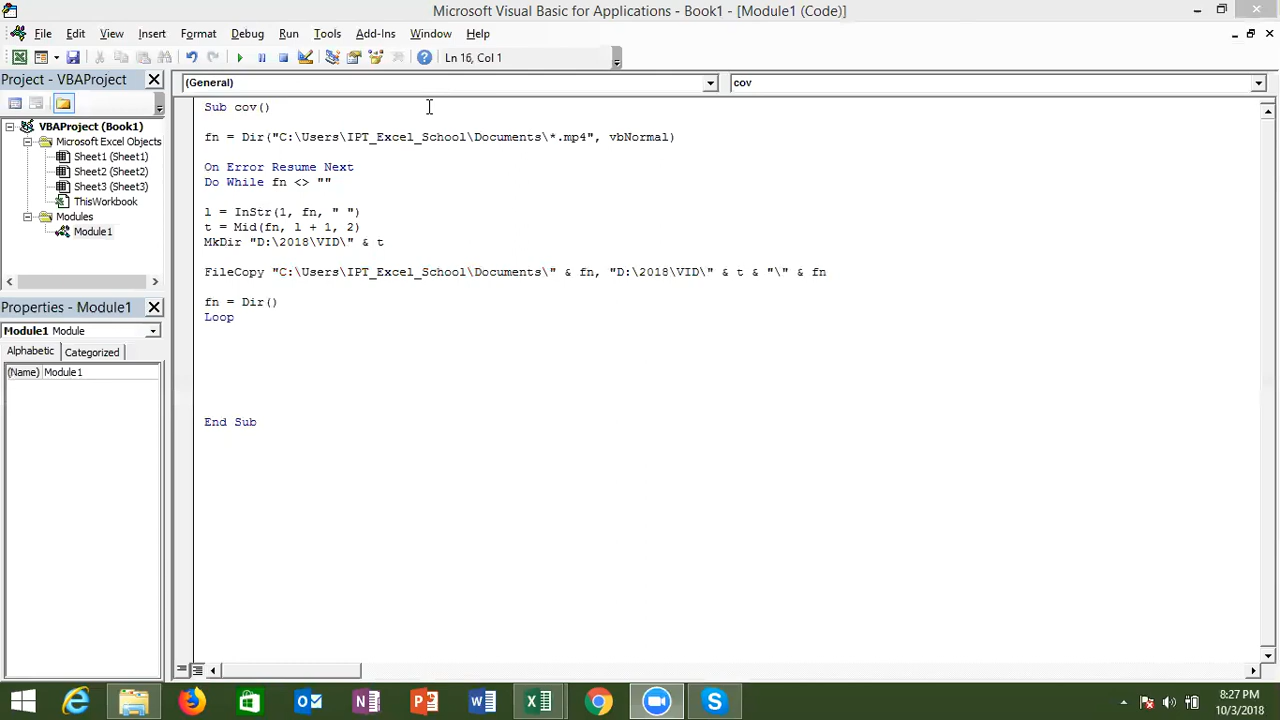 Microsoft Visual Basic for Applications - Book1 - [Module1 (Code)]
File Edit View Insert Format Debug Run Tools Add-Ins Window Help
Ln 16, Col 1
Project - VBAProject
(General)
cov
VBAProject (Book1)
Microsoft Excel Objects
Sheet1 (Sheet1)
Sheet2 (Sheet2)
Sheet3 (Sheet3)
ThisWorkbook
Modules
Module1
Properties - Module1
Module1 Module
Alphabetic Categorized
(Name) Module1
Sub cov()
fn = Dir("C:\Users\IPT_Excel_School\Documents\*.mp4", vbNormal)
On Error Resume Next
Do While fn <> ""
l = InStr(1, fn, " ")
t = Mid(fn, l + 1, 2)
MkDir "D:\2018\VID\" & t
FileCopy "C:\Users\IPT_Excel_School\Documents\" & fn, "D:\2018\VID\" & t & "\" & fn
fn = Dir()
Loop
End Sub
8:27 PM
10/3/2018